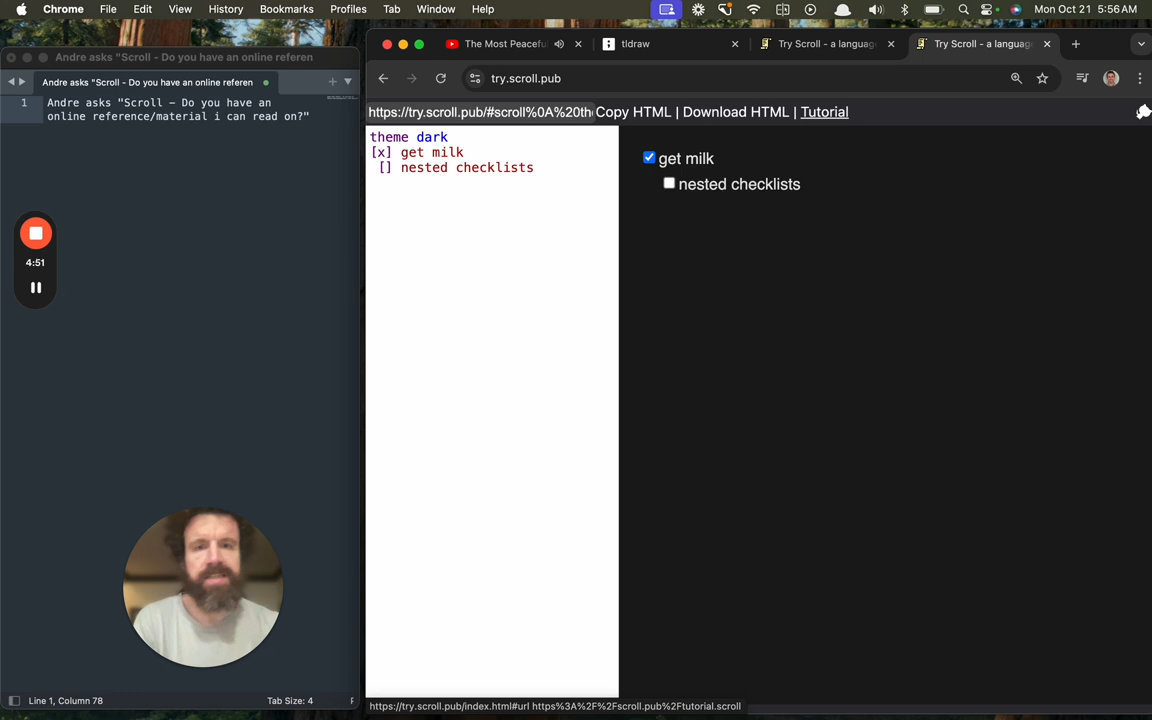 Chrome File Edit View History Bookmarks Profiles Tab Window Help Mon Oct 21 5:56 AM
Andre asks "Scroll - Do you have an online referen
The Most Peacefu
tldraw
Try Scroll - a languag
Try Scroll - a languag
Andre asks "Scroll - Do you have an online referen
try.scroll.pub
1 Andre asks "Scroll – Do you have an
online reference/material i can read on?"
https://try.scroll.pub/#scroll%0A%20th Copy HTML | Download HTML | Tutorial
theme dark
[x] get milk
[] nested checklists
get milk
nested checklists
4:51
Line 1, Column 78 Tab Size: 4
https://try.scroll.pub/index.html#url https%3A%2F%2Fscroll.pub%2Ftutorial.scroll